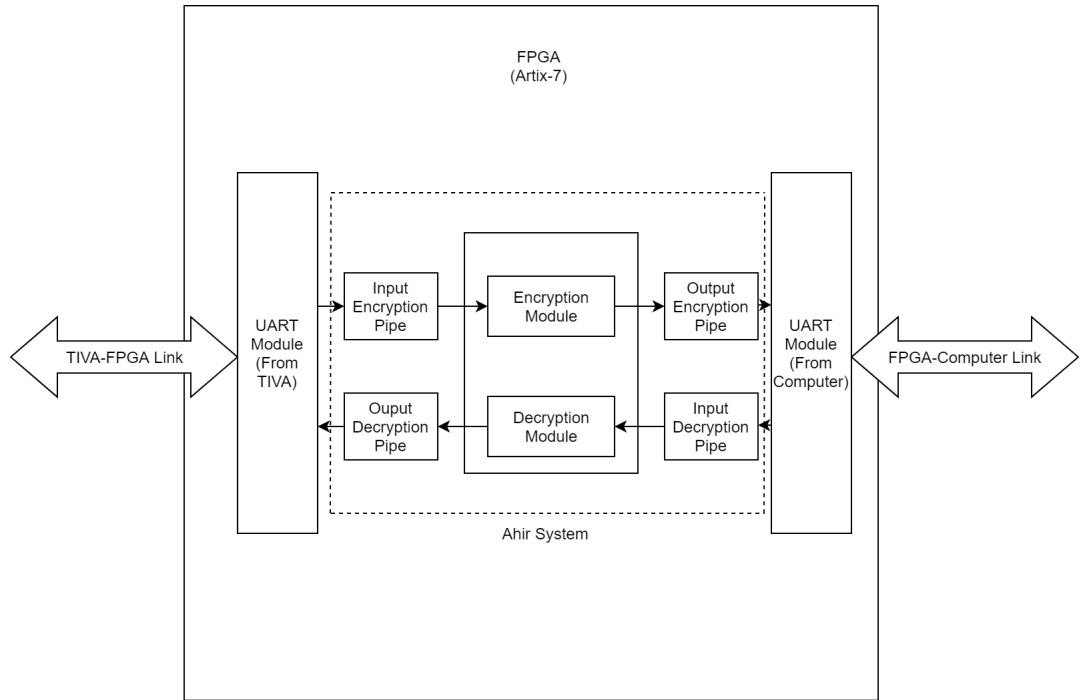 FPGA
(Artix-7)
UART
Module
(From
TIVA)
Input
Encryption
Pipe
Encryption
Module
Output
Encryption
Pipe
UART
Module
(From
Computer)
TIVA-FPGA Link
FPGA-Computer Link
Ouput
Decryption
Pipe
Decryption
Module
Input
Decryption
Pipe
Ahir System